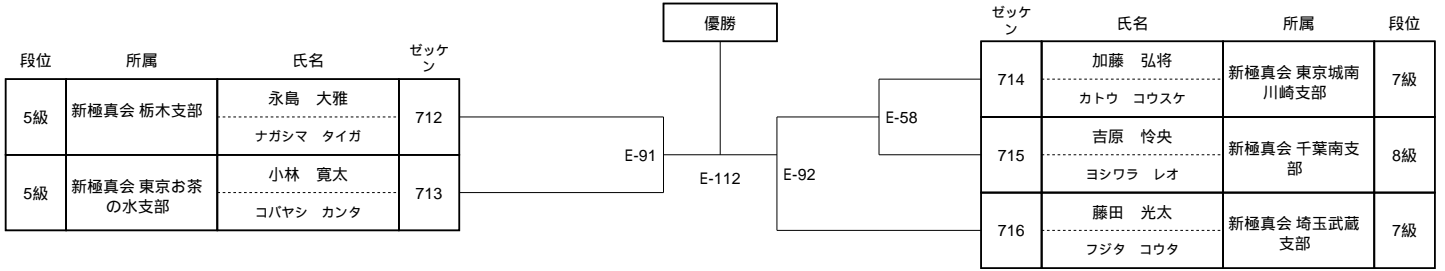 優勝
段位 所属 氏名 ゼッケ
ン
5級 新極真会 栃木支部 永島 大雅 712
ナガシマ タイガ
5級 新極真会 東京お茶 小林 寛太 713
の水支部 コバヤシ カンタ
E-91
E-112
E-92
E-58
ゼッケ 氏名 所属 段位
ン
714 加藤 弘将 新極真会 東京城南 7級
カトウ コウスケ 川崎支部
715 吉原 怜央 新極真会 千葉南支 8級
ヨシワラ レオ 部
716 藤田 光太 新極真会 埼玉武蔵 7級
フジタ コウタ 支部